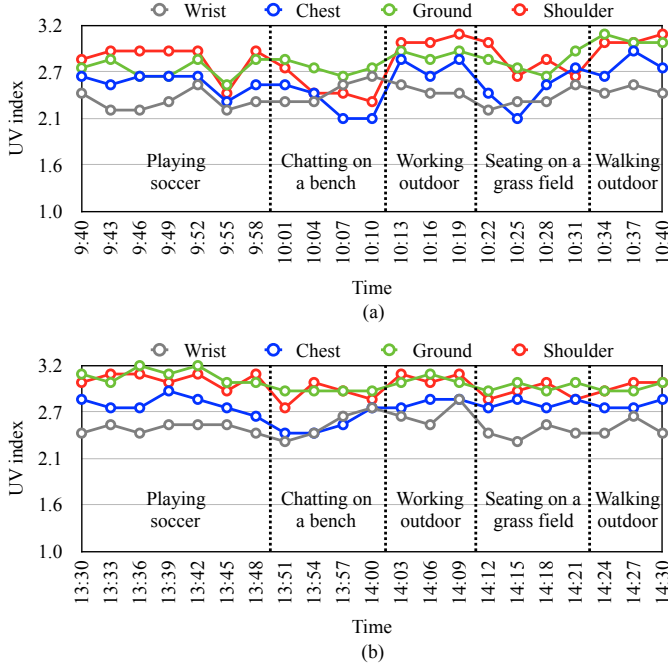 Wrist Chest Ground Shoulder
3.2
2.7
2.1
1.6
1.0
UV index
Playing soccer
Chatting on a bench
Working outdoor
Seating on a grass field
Walking outdoor
9:40 9:43 9:46 9:49 9:52 9:55 9:58 10:01 10:04 10:07 10:10 10:13 10:16 10:19 10:22 10:25 10:28 10:31 10:34 10:37 10:40
Time
(a)
Wrist Chest Ground Shoulder
3.2
2.7
2.1
1.6
1.0
UV index
Playing soccer
Chatting on a bench
Working outdoor
Seating on a grass field
Walking outdoor
13:30 13:33 13:36 13:39 13:42 13:45 13:48 13:51 13:54 13:57 14:00 14:03 14:06 14:09 14:12 14:15 14:18 14:21 14:24 14:27 14:30
Time
(b)